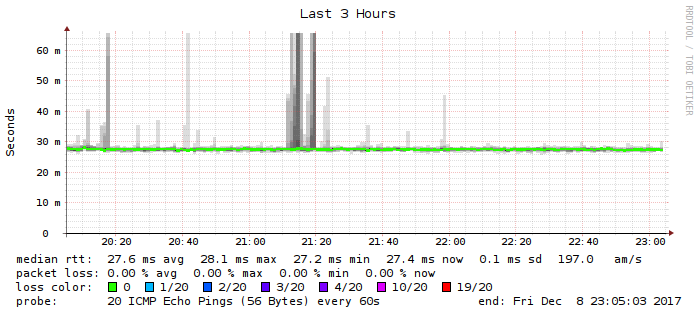 Last 3 Hours
RRDTOOL / TOBI OETIKER
Seconds
60 m
50 m
40 m
30 m
20 m
10 m
0
20:20 20:40 21:00 21:20 21:40 22:00 22:20 22:40 23:00
median rtt: 27.6 ms avg 28.1 ms max 27.2 ms min 27.4 ms now 0.1 ms sd 197.0 am/s
packet loss: 0.00 % avg 0.00 % max 0.00 % min 0.00 % now
loss color: 0 1/20 2/20 3/20 4/20 10/20 19/20
probe: 20 ICMP Echo Pings (56 Bytes) every 60s end: Fri Dec 8 23:05:03 2017